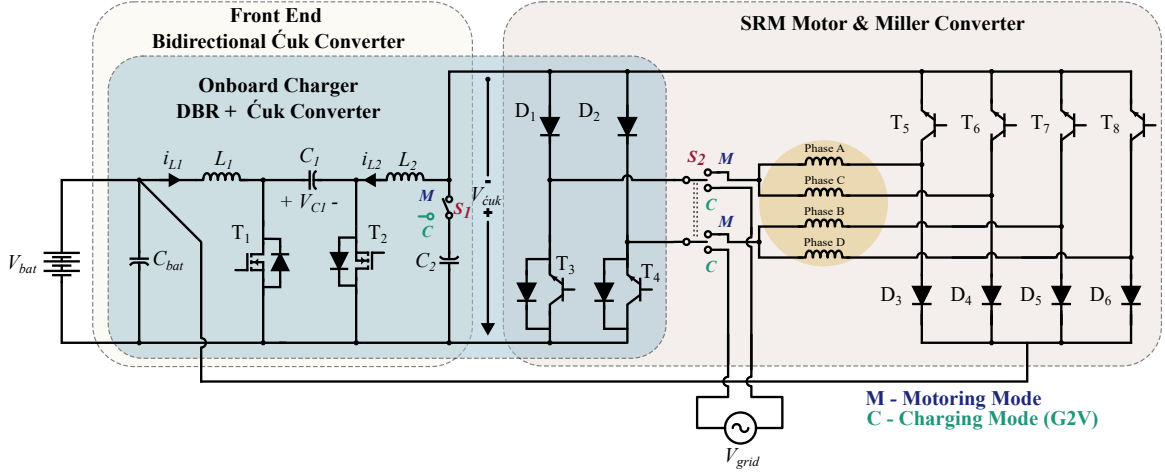 Front End
Bidirectional Ćuk Converter
SRM Motor & Miller Converter
Onboard Charger
DBR + Ćuk Converter
D1
D2
T5
T6
T7
T8
iL1
L1
C1
iL2
L2
+ VC1 -
M
S1
C
-
Vćuk
+
S2
M
C
M
C
Phase A
Phase C
Phase B
Phase D
Vbat
Cbat
T1
T2
C2
T3
T4
D3
D4
D5
D6
M - Motoring Mode
C - Charging Mode (G2V)
Vgrid